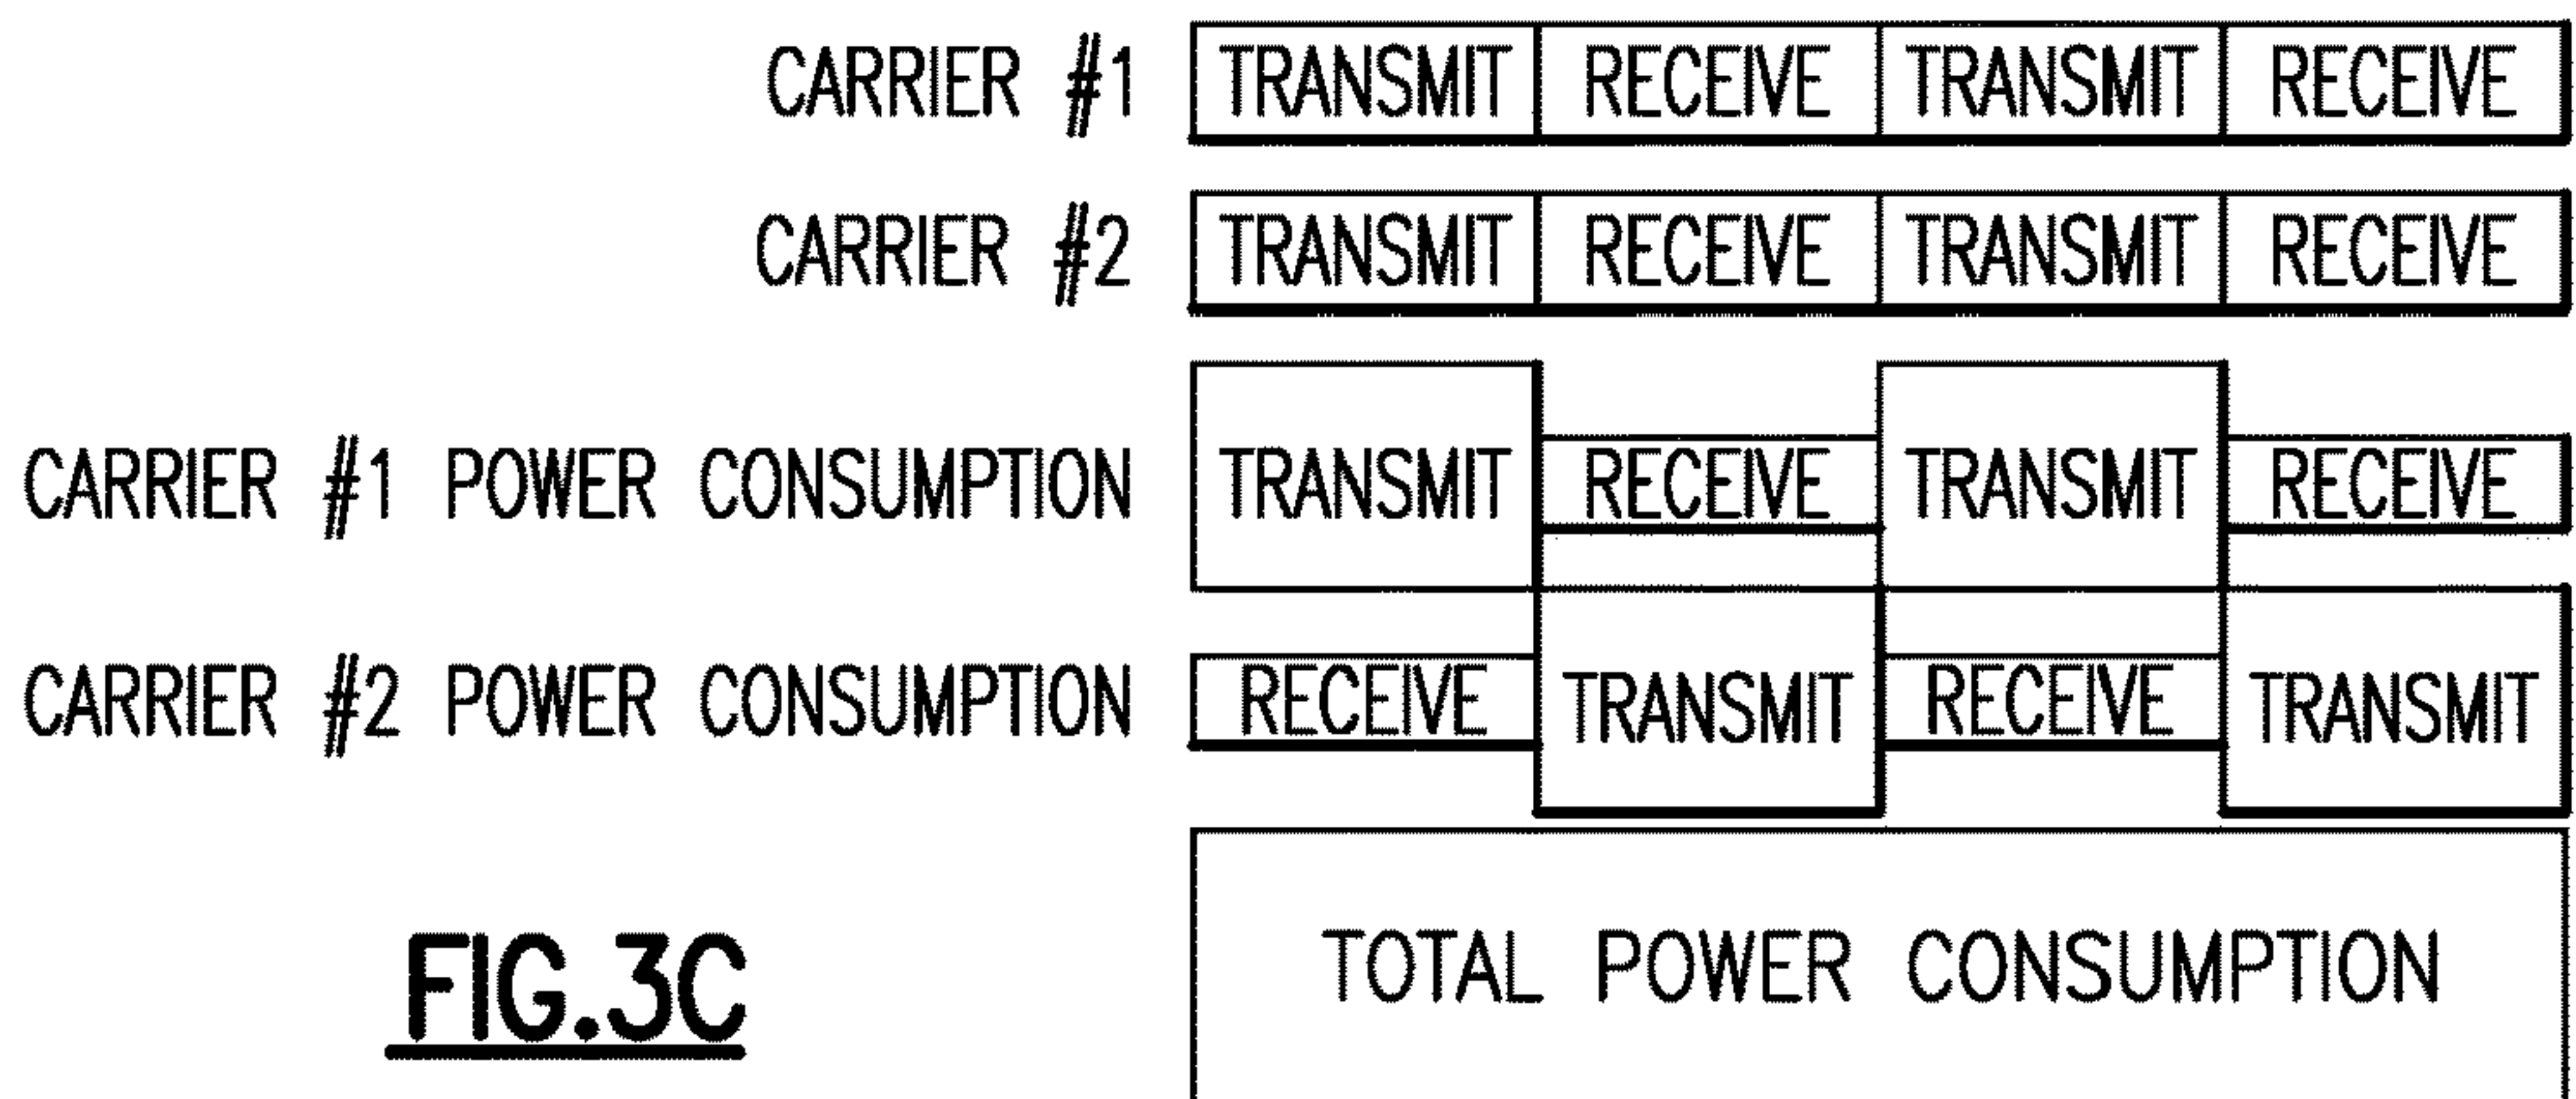 CARRIER #1 TRANSMIT RECEIVE TRANSMIT RECEIVE
CARRIER #2 TRANSMIT RECEIVE TRANSMIT RECEIVE
CARRIER #1 POWER CONSUMPTION TRANSMIT RECEIVE TRANSMIT RECEIVE
CARRIER #2 POWER CONSUMPTION RECEIVE TRANSMIT RECEIVE TRANSMIT
TOTAL POWER CONSUMPTION
FIG.3C